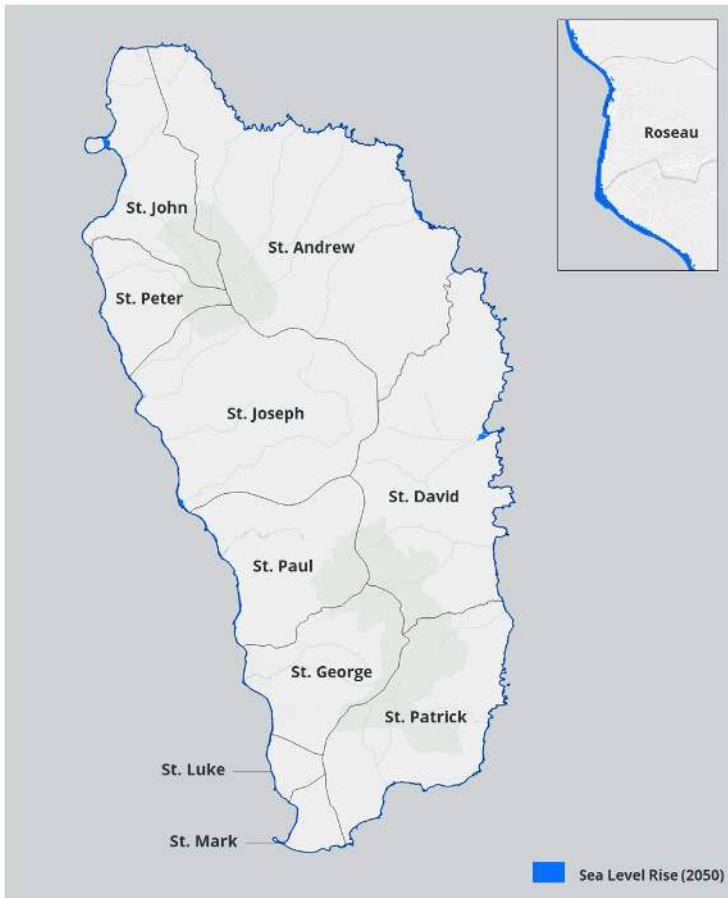 Roseau
St. John
St. Andrew
St. Peter
St. Joseph
St. David
St. Paul
St. George
St. Patrick
St. Luke
St. Mark
Sea Level Rise (2050)